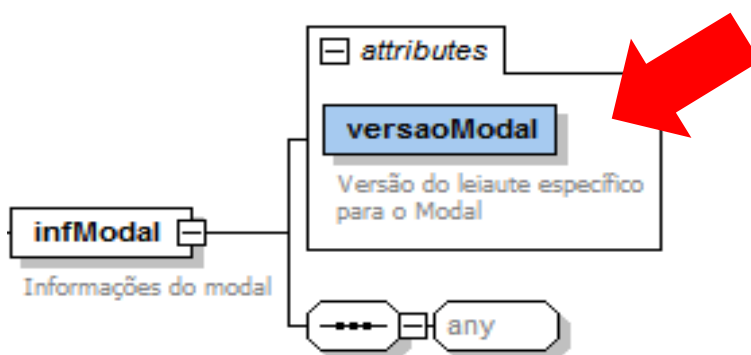 attributes
versaoModal
Versão do leiaute específico
para o Modal
infModal
Informações do modal
any